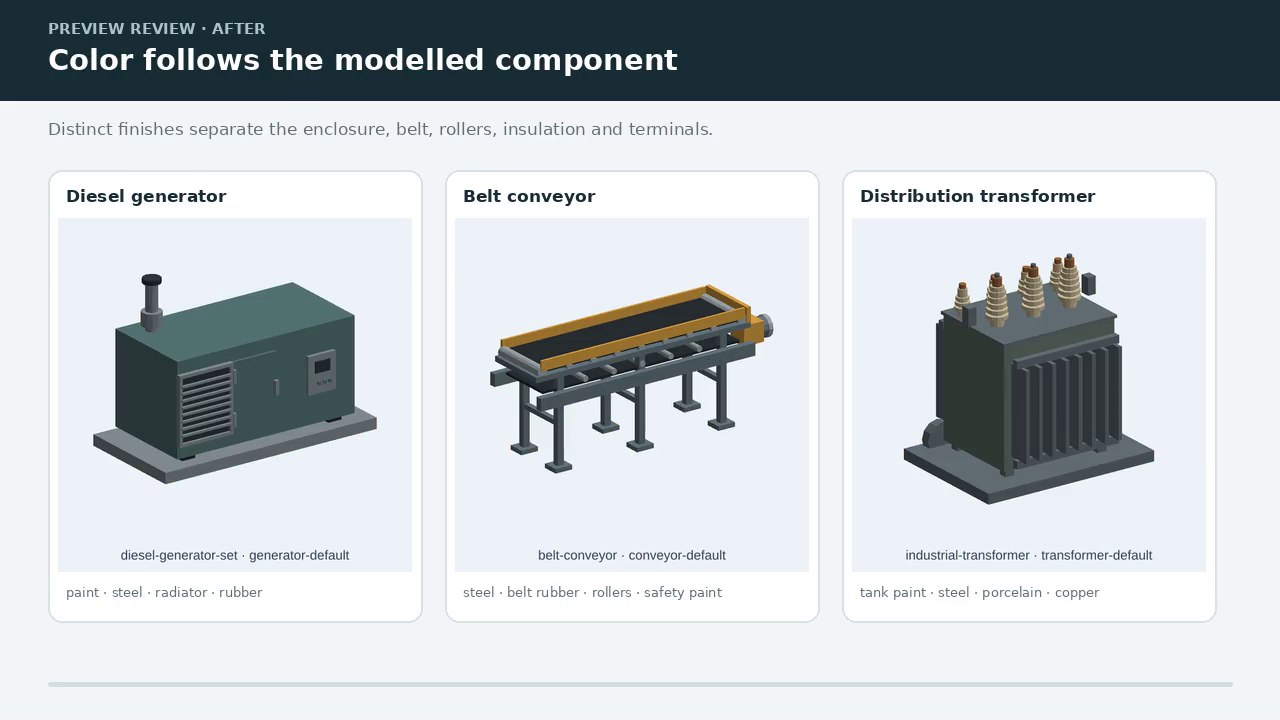 PREVIEW REVIEW · AFTER
Color follows the modelled component
Distinct finishes separate the enclosure, belt, rollers, insulation and terminals.
Diesel generator
diesel-generator-set · generator-default
paint · steel · radiator · rubber
Belt conveyor
belt-conveyor · conveyor-default
steel · belt rubber · rollers · safety paint
Distribution transformer
industrial-transformer · transformer-default
tank paint · steel · porcelain · copper